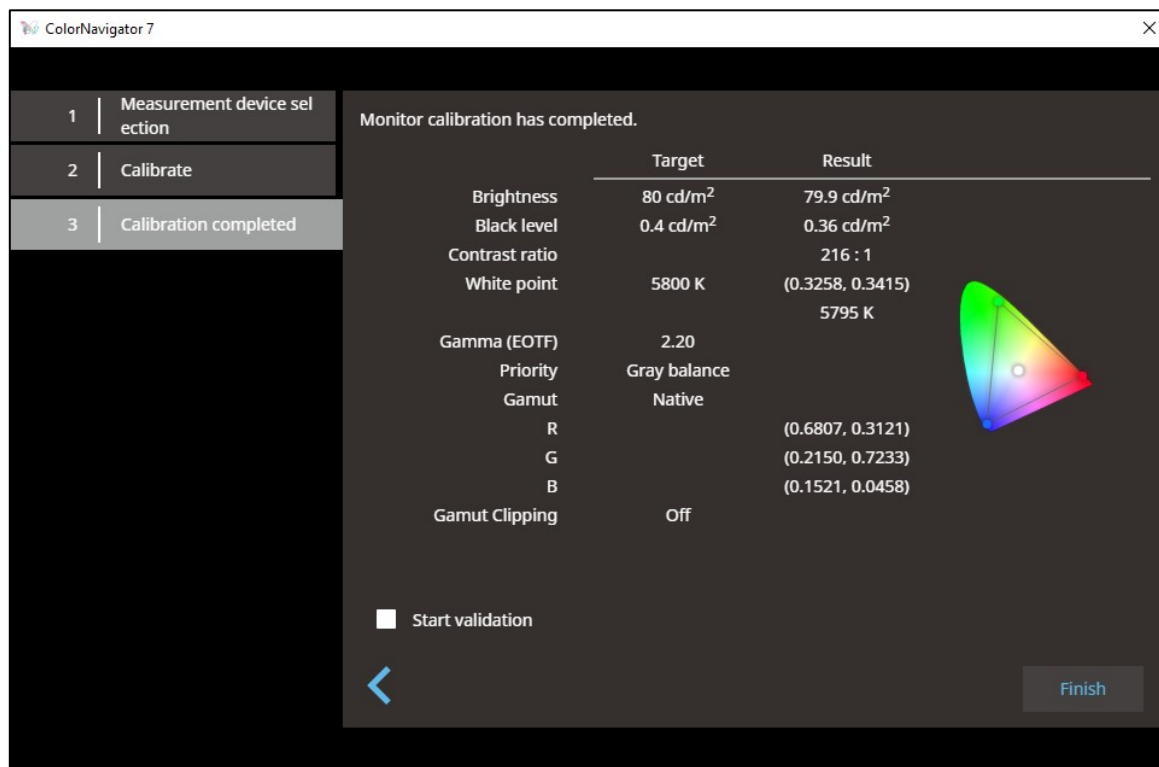 ColorNavigator 7
1 Measurement device sel
ection
2 Calibrate
3 Calibration completed
Monitor calibration has completed.
Target Result
Brightness 80 cd/m² 79.9 cd/m²
Black level 0.4 cd/m² 0.36 cd/m²
Contrast ratio 216 : 1
White point 5800 K (0.3258, 0.3415)
5795 K
Gamma (EOTF) 2.20
Priority Gray balance
Gamut Native
R (0.6807, 0.3121)
G (0.2150, 0.7233)
B (0.1521, 0.0458)
Gamut Clipping Off
Start validation
Finish